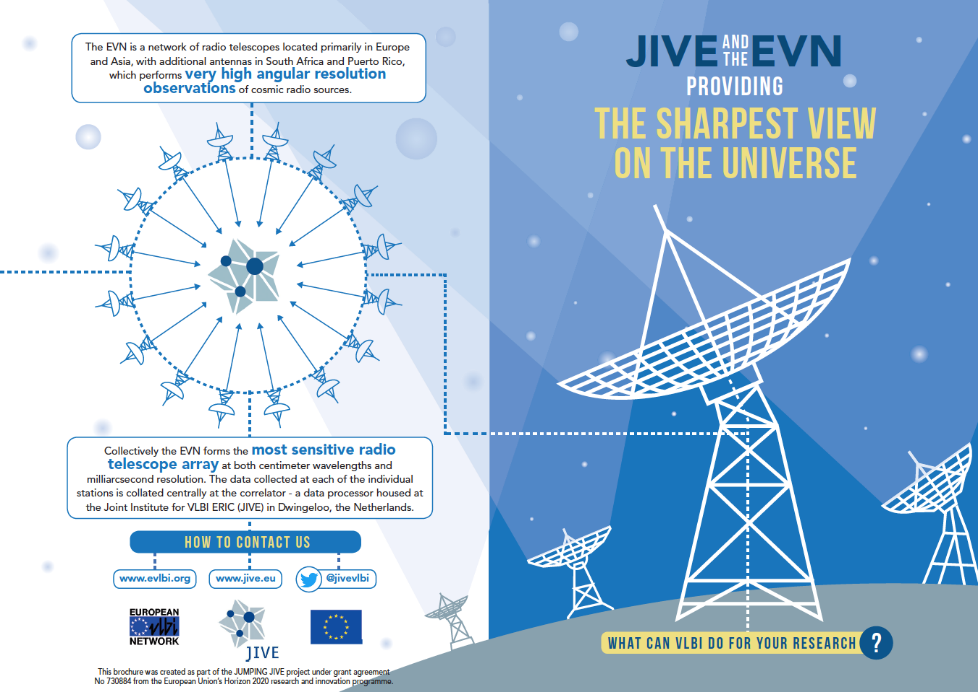 The EVN is a network of radio telescopes located primarily in Europe
and Asia, with additional antennas in South Africa and Puerto Rico,
which performs very high angular resolution
observations of cosmic radio sources.
Collectively the EVN forms the most sensitive radio
telescope array at both centimeter wavelengths and
milliarcsecond resolution. The data collected at each of the individual
stations is collated centrally at the correlator - a data processor housed at
the Joint Institute for VLBI ERIC (JIVE) in Dwingeloo, the Netherlands.
HOW TO CONTACT US
www.evlbi.org www.jive.eu @jivevlbi
EUROPEAN
vlbi
NETWORK
JIVE
This brochure was created as part of the JUMPING JIVE project under grant agreement
No 730884 from the European Union's Horizon 2020 research and innovation programme.
JIVE AND THE EVN
PROVIDING
THE SHARPEST VIEW
ON THE UNIVERSE
WHAT CAN VLBI DO FOR YOUR RESEARCH ?